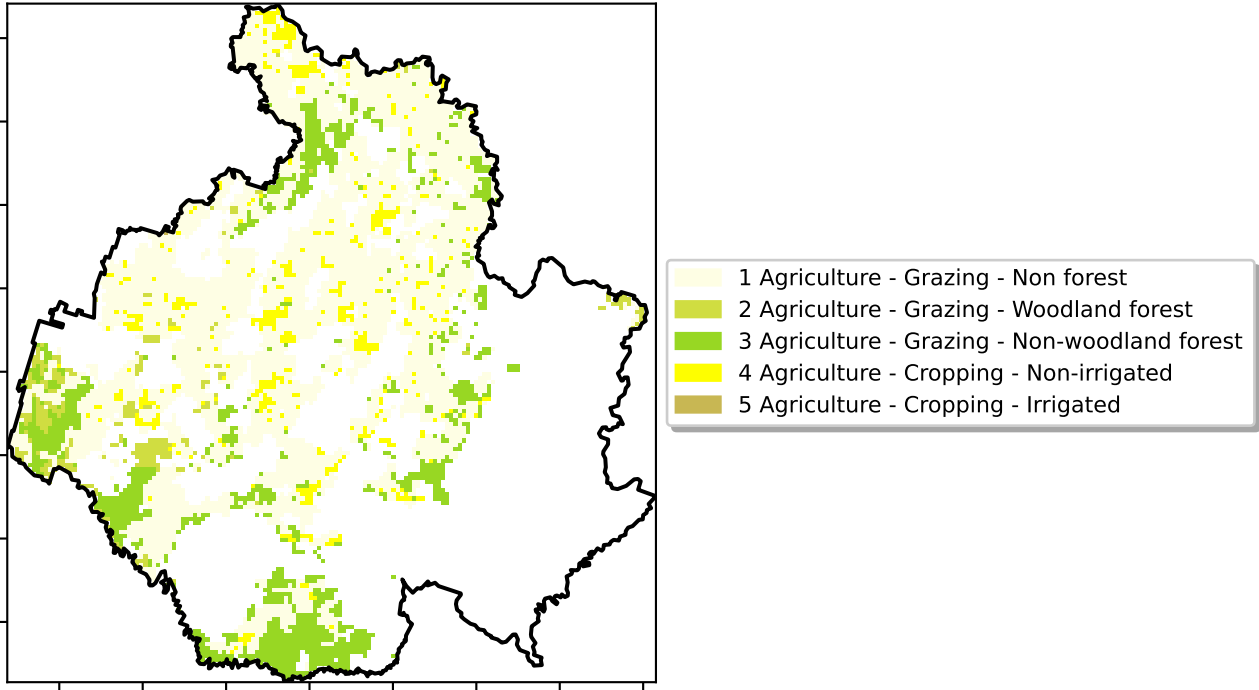 1 Agriculture - Grazing - Non forest
2 Agriculture - Grazing - Woodland forest
3 Agriculture - Grazing - Non-woodland forest
4 Agriculture - Cropping - Non-irrigated
5 Agriculture - Cropping - Irrigated